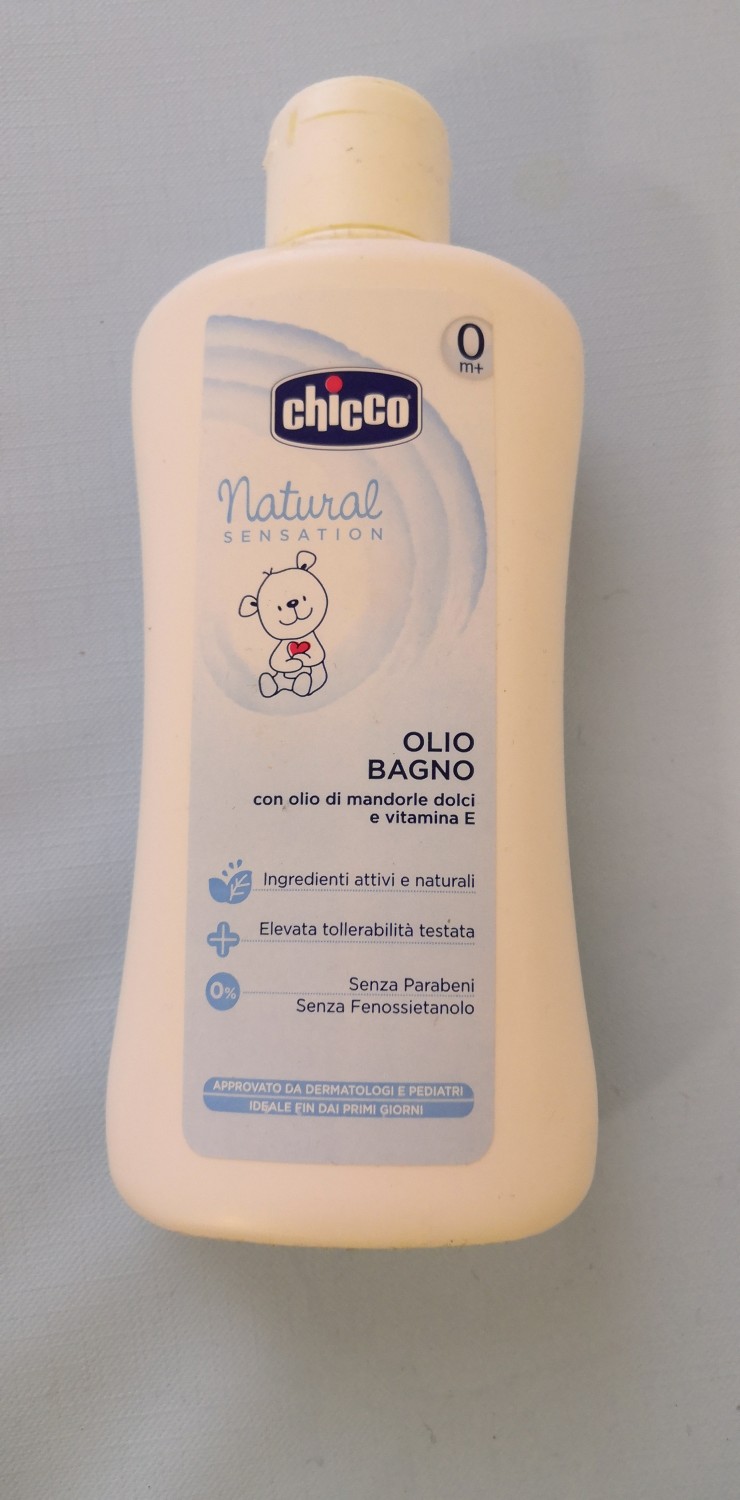 0
m+
chicco
Natural
SENSATION
OLIO
BAGNO
con olio di mandorle dolci
e vitamina E
Ingredienti attivi e naturali
Elevata tollerabilità testata
0%
Senza Parabeni
Senza Fenossietanolo
APPROVATO DA DERMATOLOGI E PEDIATRI
IDEALE FIN DAI PRIMI GIORNI